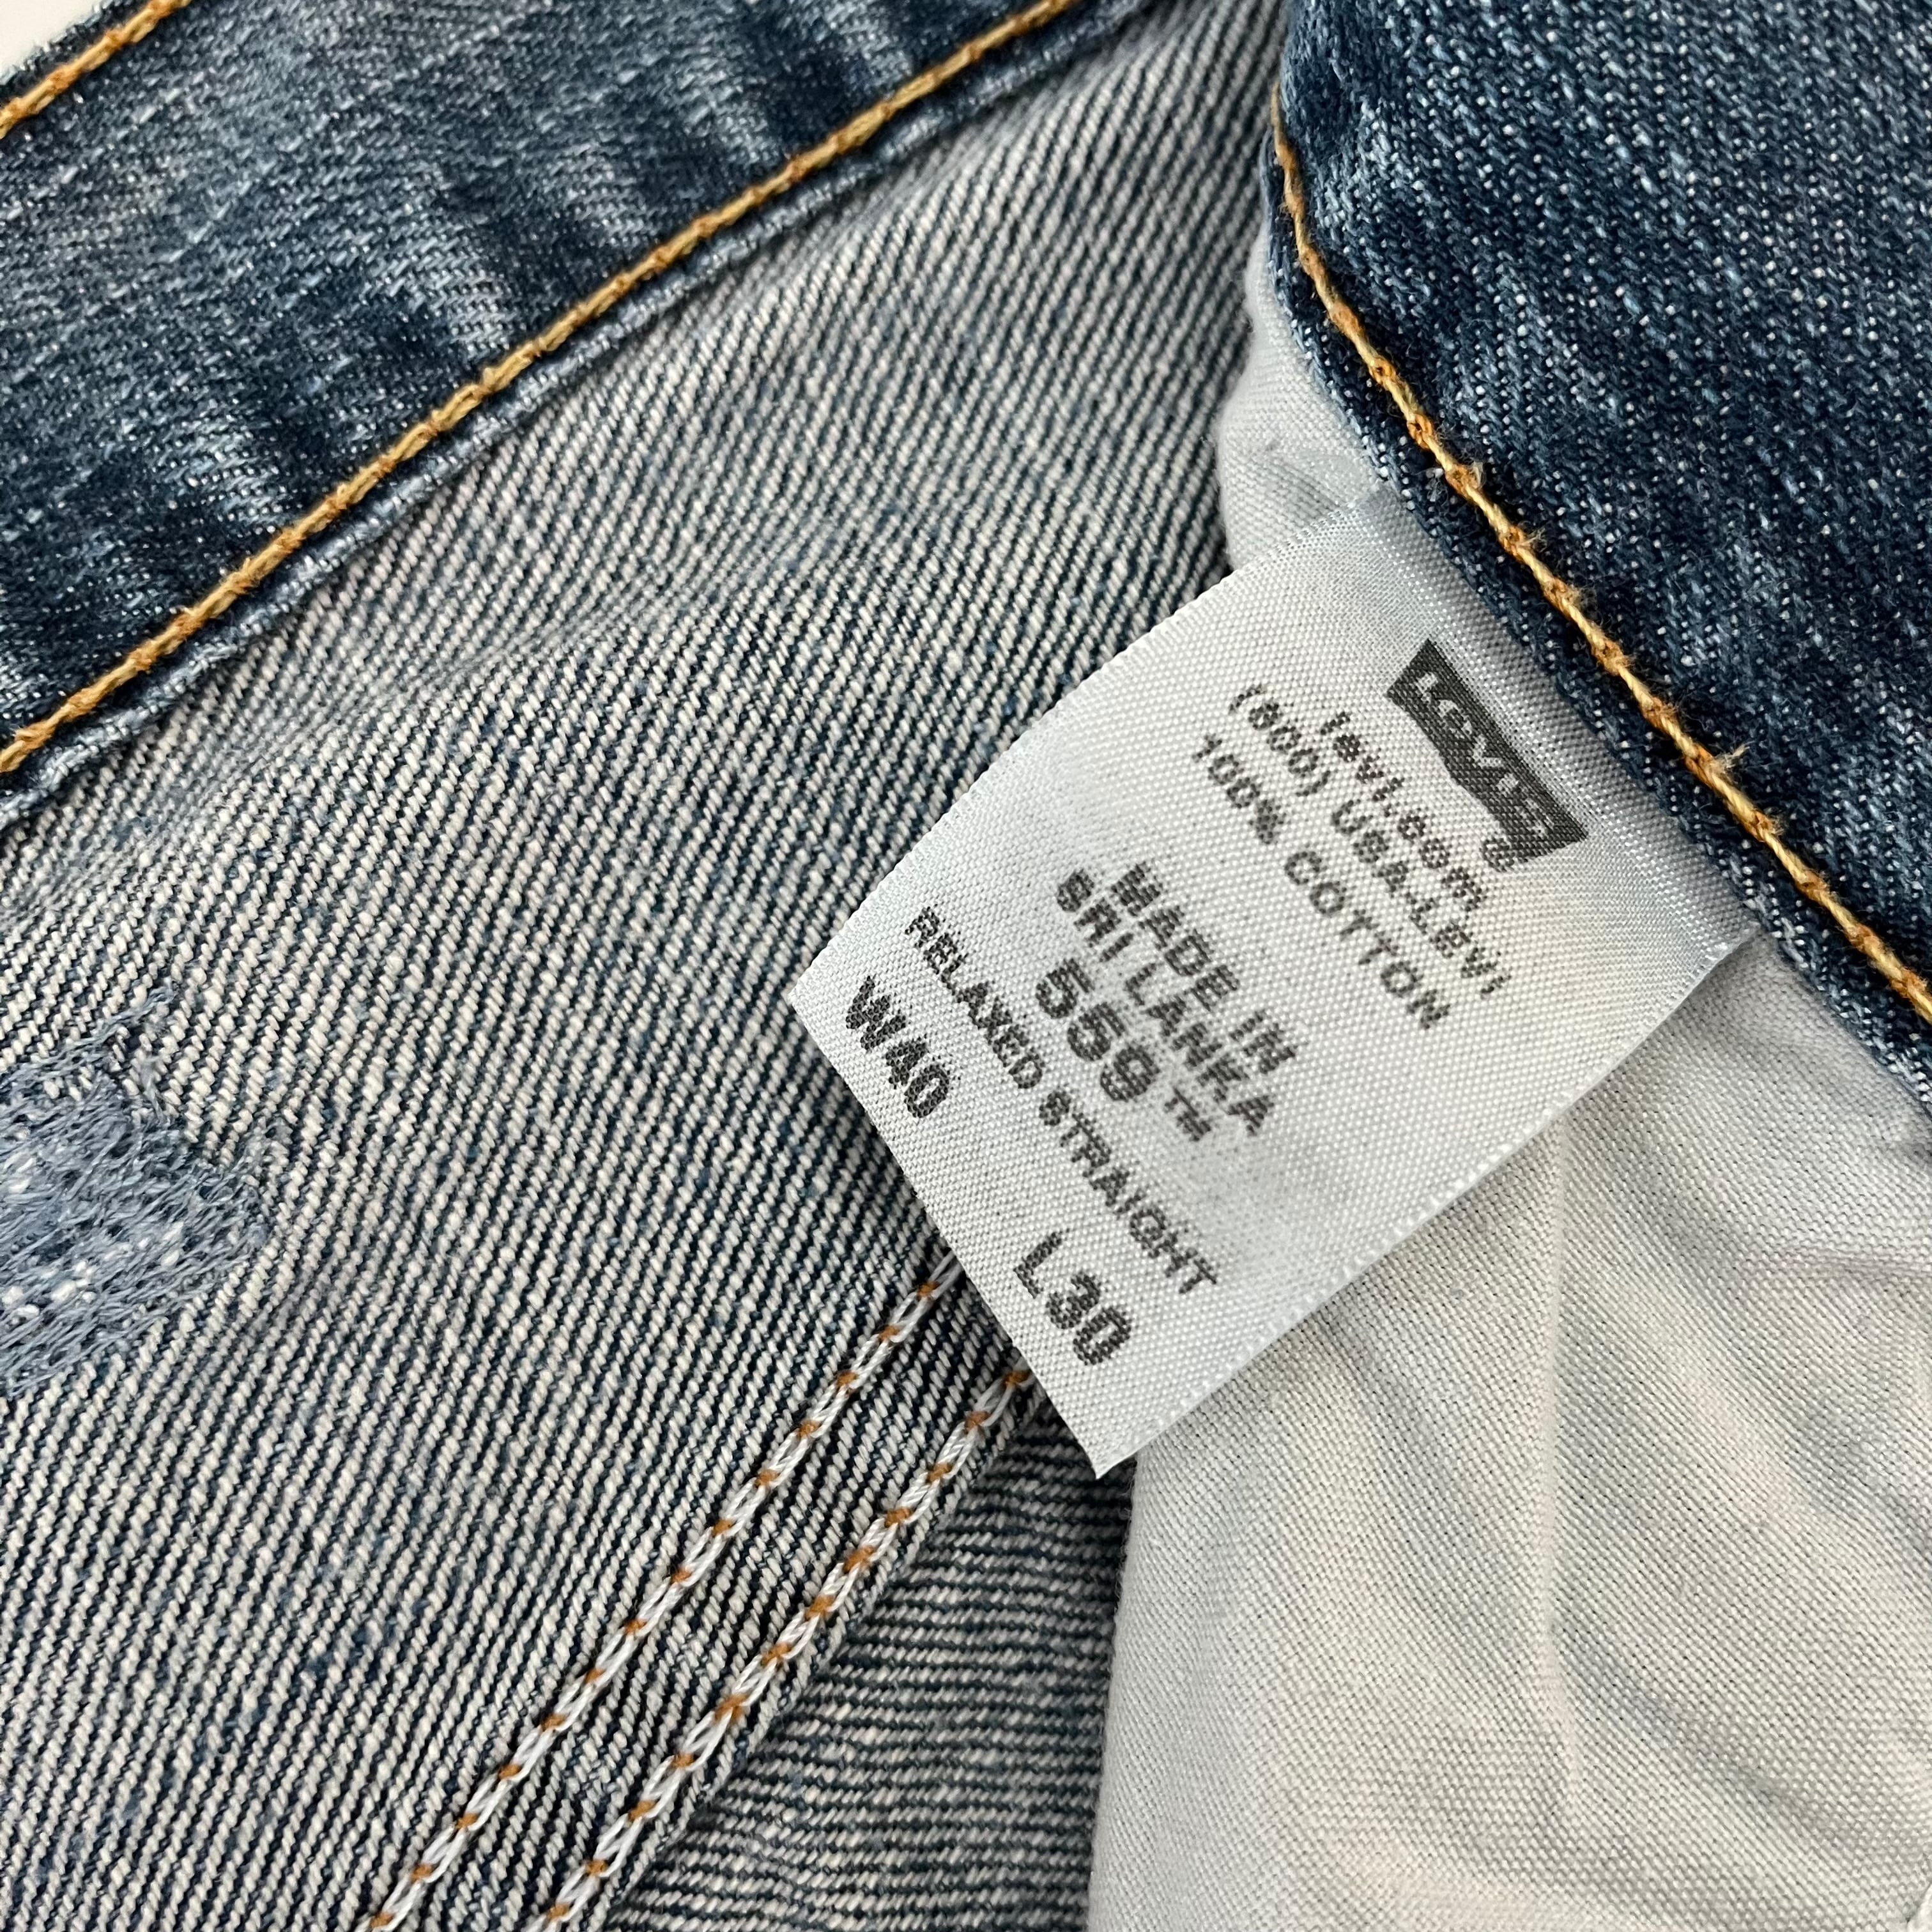 Levi's
levi.com
(800) USA.LEVI
100% COTTON
MADE IN
SRI LANKA
559™
RELAXED STRAIGHT
W40 L30